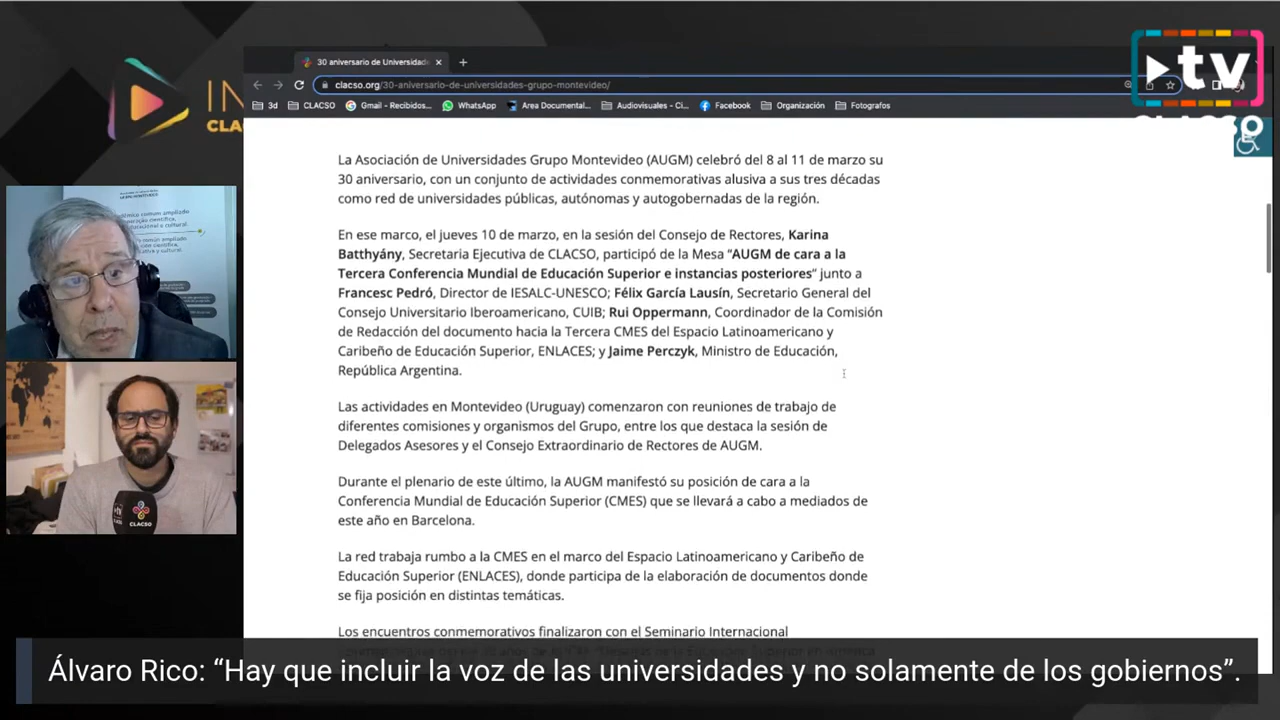 30 aniversario de Universidad
clacso.org/30-aniversario-de-universidades-grupo-montevideo/
3d
CLACSO
Gmail - Recibidos...
WhatsApp
Area Documental...
Audiovisuales - Ci...
Facebook
Organización
Fotografos
tv
CLACSO
IN
CLAC
La Asociación de Universidades Grupo Montevideo (AUGM) celebró del 8 al 11 de marzo su
30 aniversario, con un conjunto de actividades conmemorativas alusiva a sus tres décadas
como red de universidades públicas, autónomas y autogobernadas de la región.
En ese marco, el jueves 10 de marzo, en la sesión del Consejo de Rectores, Karina
Batthyány, Secretaria Ejecutiva de CLACSO, participó de la Mesa “AUGM de cara a la
Tercera Conferencia Mundial de Educación Superior e instancias posteriores” junto a
Francesc Pedró, Director de IESALC-UNESCO; Félix García Lausín, Secretario General del
Consejo Universitario Iberoamericano, CUIB; Rui Oppermann, Coordinador de la Comisión
de Redacción del documento hacia la Tercera CMES del Espacio Latinoamericano y
Caribeño de Educación Superior, ENLACES; y Jaime Perczyk, Ministro de Educación,
República Argentina.
Las actividades en Montevideo (Uruguay) comenzaron con reuniones de trabajo de
diferentes comisiones y organismos del Grupo, entre los que destaca la sesión de
Delegados Asesores y el Consejo Extraordinario de Rectores de AUGM.
Durante el plenario de este último, la AUGM manifestó su posición de cara a la
Conferencia Mundial de Educación Superior (CMES) que se llevará a cabo a mediados de
este año en Barcelona.
La red trabaja rumbo a la CMES en el marco del Espacio Latinoamericano y Caribeño de
Educación Superior (ENLACES), donde participa de la elaboración de documentos donde
se fija posición en distintas temáticas.
Los encuentros conmemorativos finalizaron con el Seminario Internacional
CLACSO
Álvaro Rico: “Hay que incluir la voz de las universidades y no solamente de los gobiernos”.